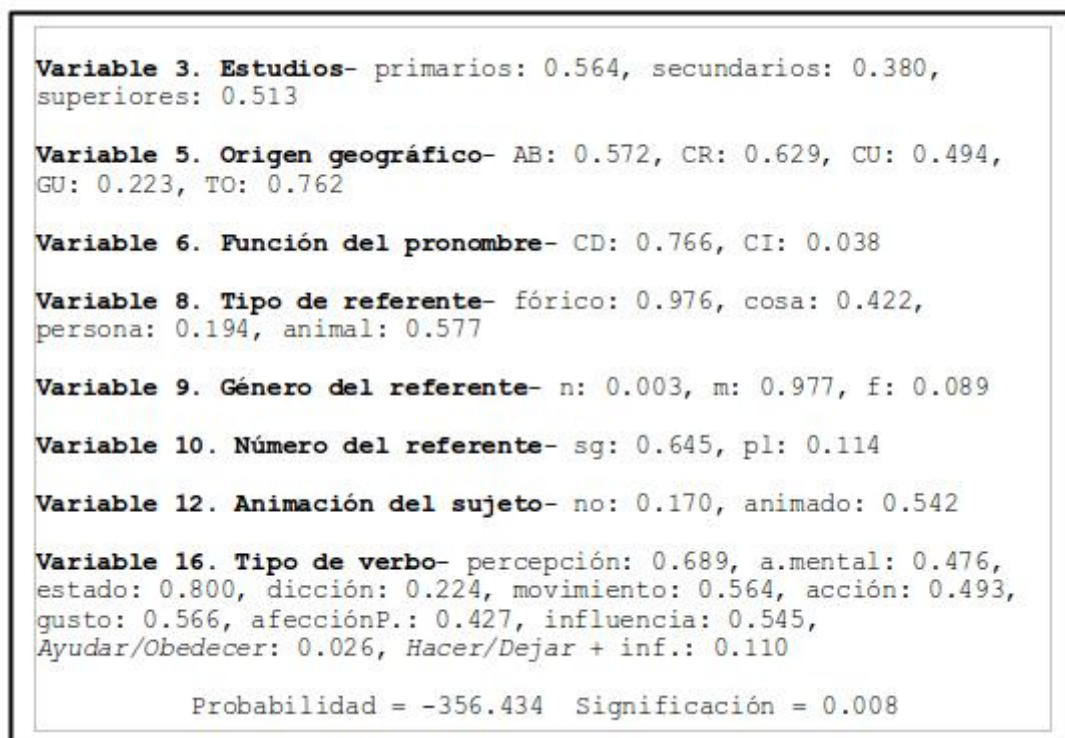 Variable 3. Estudios- primarios: 0.564, secundarios: 0.380,
superiores: 0.513
Variable 5. Origen geográfico- AB: 0.572, CR: 0.629, CU: 0.494,
GU: 0.223, TO: 0.762
Variable 6. Función del pronombre- CD: 0.766, CI: 0.038
Variable 8. Tipo de referente- fórico: 0.976, cosa: 0.422,
persona: 0.194, animal: 0.577
Variable 9. Género del referente- n: 0.003, m: 0.977, f: 0.089
Variable 10. Número del referente- sg: 0.645, pl: 0.114
Variable 12. Animación del sujeto- no: 0.170, animado: 0.542
Variable 16. Tipo de verbo- percepción: 0.689, a.mental: 0.476,
estado: 0.800, dicción: 0.224, movimiento: 0.564, acción: 0.493,
gusto: 0.566, afecciónP.: 0.427, influencia: 0.545,
Ayudar/Obedecer: 0.026, Hacer/Dejar + inf.: 0.110
Probabilidad = -356.434 Significación = 0.008